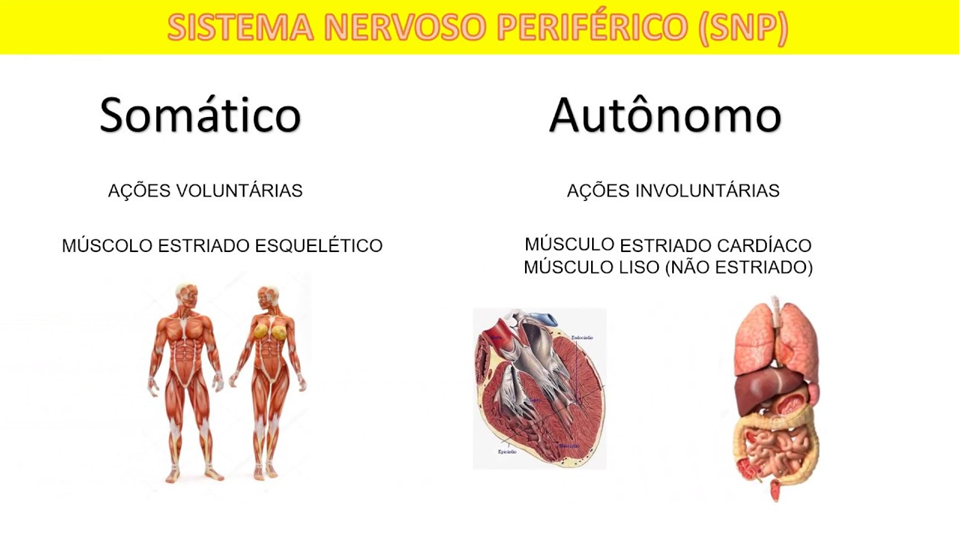 SISTEMA NERVOSO PERIFÉRICO (SNP)
Somático
Autônomo
AÇÕES VOLUNTÁRIAS
AÇÕES INVOLUNTÁRIAS
MÚSCOLO ESTRIADO ESQUELÉTICO
MÚSCULO ESTRIADO CARDÍACO
MÚSCULO LISO (NÃO ESTRIADO)
Endocárdio
Epicárdio